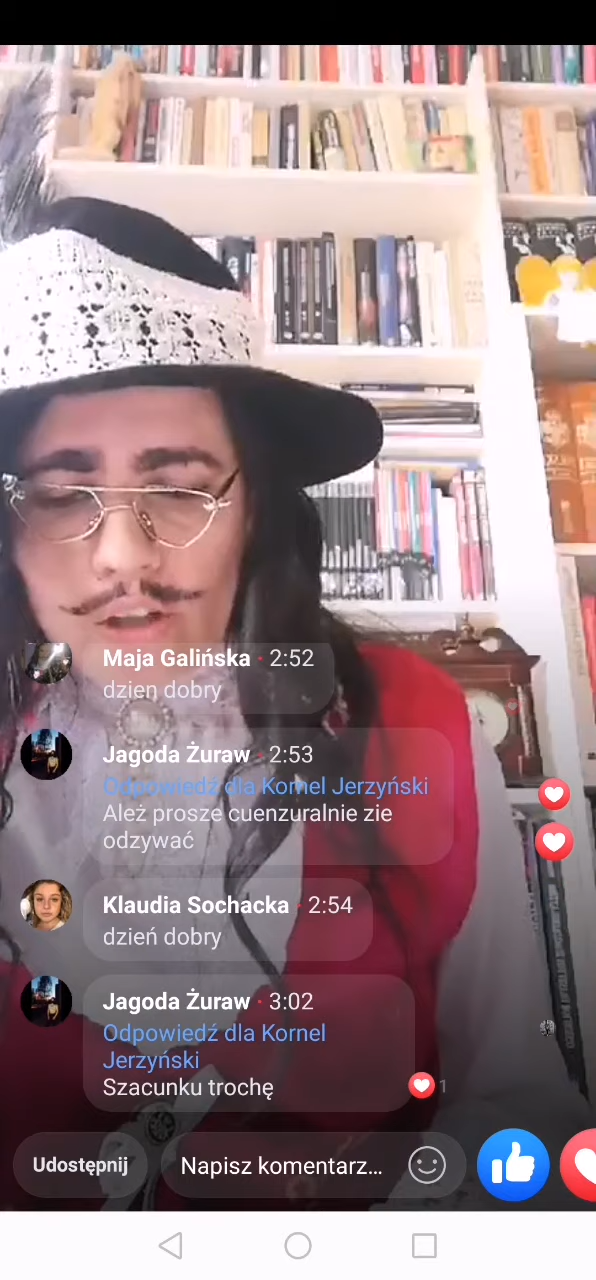 Maja Galińska · 2:52
dzien dobry
Jagoda Żuraw · 2:53
Odpowiedź dla Kornel Jerzyński
Ależ prosze cuenzuralnie zie
odzywać
Klaudia Sochacka · 2:54
dzień dobry
Jagoda Żuraw · 3:02
Odpowiedź dla Kornel
Jerzyński
Szacunku trochę
1
Udostępnij
Napisz komentarz...